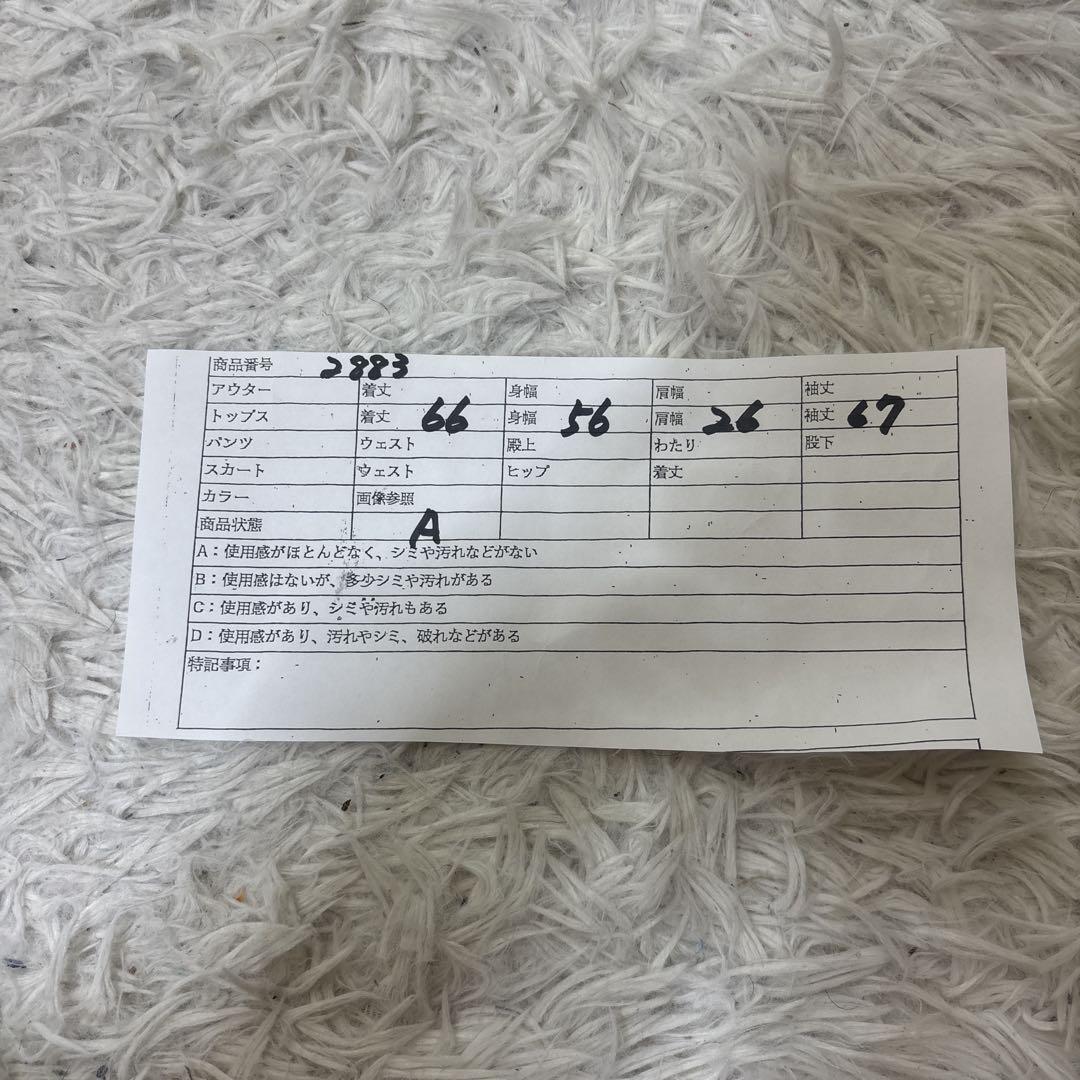 商品番号 2883
アウター 着丈 身幅 肩幅 袖丈
トップス 着丈 66 身幅 56 肩幅 26 袖丈 67
パンツ ウェスト 殿上 わたり 股下
スカート ウェスト ヒップ 着丈
カラー 画像参照
商品状態 A
A：使用感がほとんどなく、シミや汚れなどがない
B：使用感はないが、多少シミや汚れがある
C：使用感があり、シミや汚れもある
D：使用感があり、汚れやシミ、破れなどがある
特記事項：